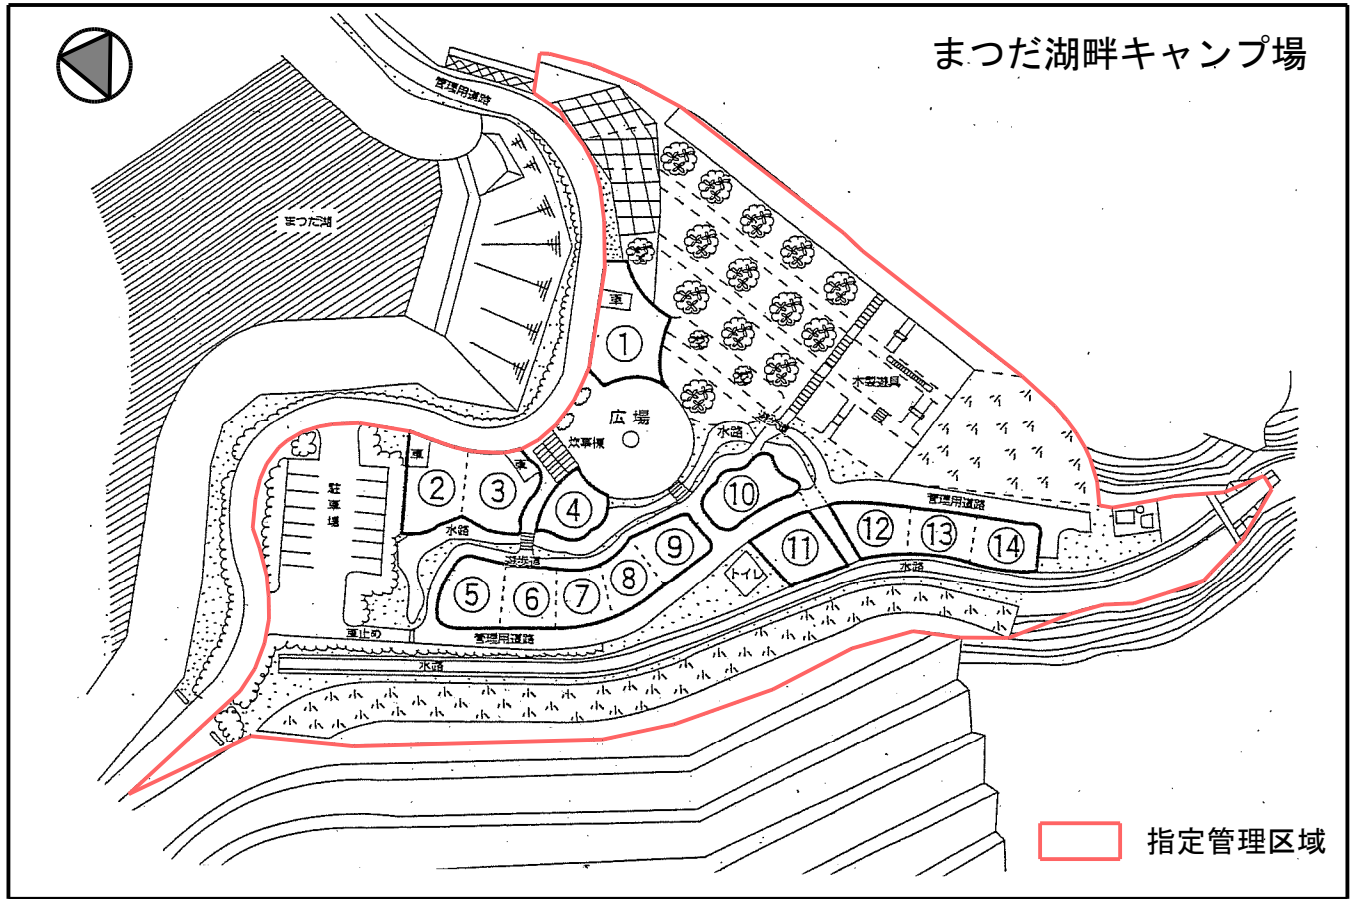 まつだ湖畔キャンプ場
管理用道路
まつだ湖
車
①
広場
炊事棟
木製遊具
遊歩道
水路
駐車場
車
車
②
③
④
⑩
管理用道路
水路
遊歩道
⑨
⑪
⑫
⑬
⑭
⑤
⑥
⑦
⑧
トイレ
水路
車止め
管理用道路
水路
指定管理区域